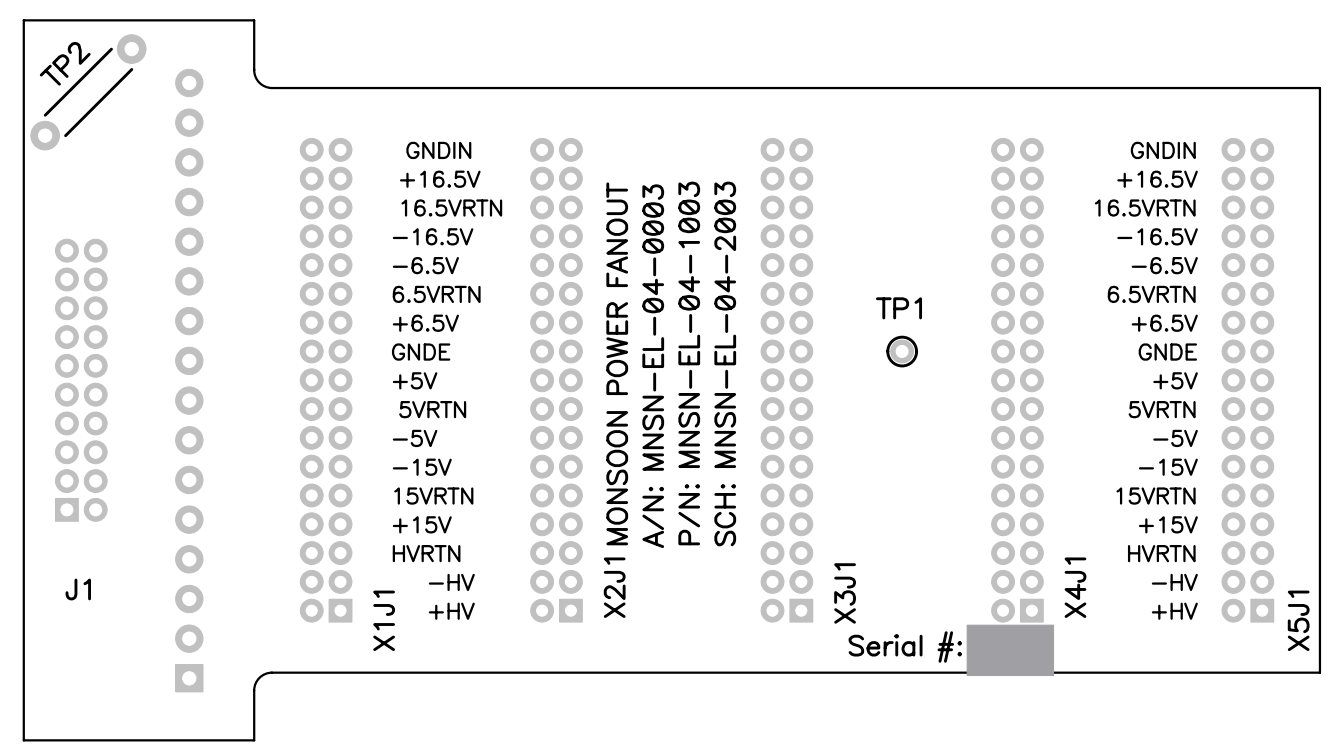 TP2
J1
GNDIN
+16.5V
16.5VRTN
−16.5V
−6.5V
6.5VRTN
+6.5V
GNDE
+5V
5VRTN
−5V
−15V
15VRTN
+15V
HVRTN
−HV
+HV
X1J1
X2J1
MONSOON POWER FANOUT
A/N: MNSN−EL−04−0003
P/N: MNSN−EL−04−1003
SCH: MNSN−EL−04−2003
X3J1
TP1
Serial #:
X4J1
GNDIN
+16.5V
16.5VRTN
−16.5V
−6.5V
6.5VRTN
+6.5V
GNDE
+5V
5VRTN
−5V
−15V
15VRTN
+15V
HVRTN
−HV
+HV
X5J1